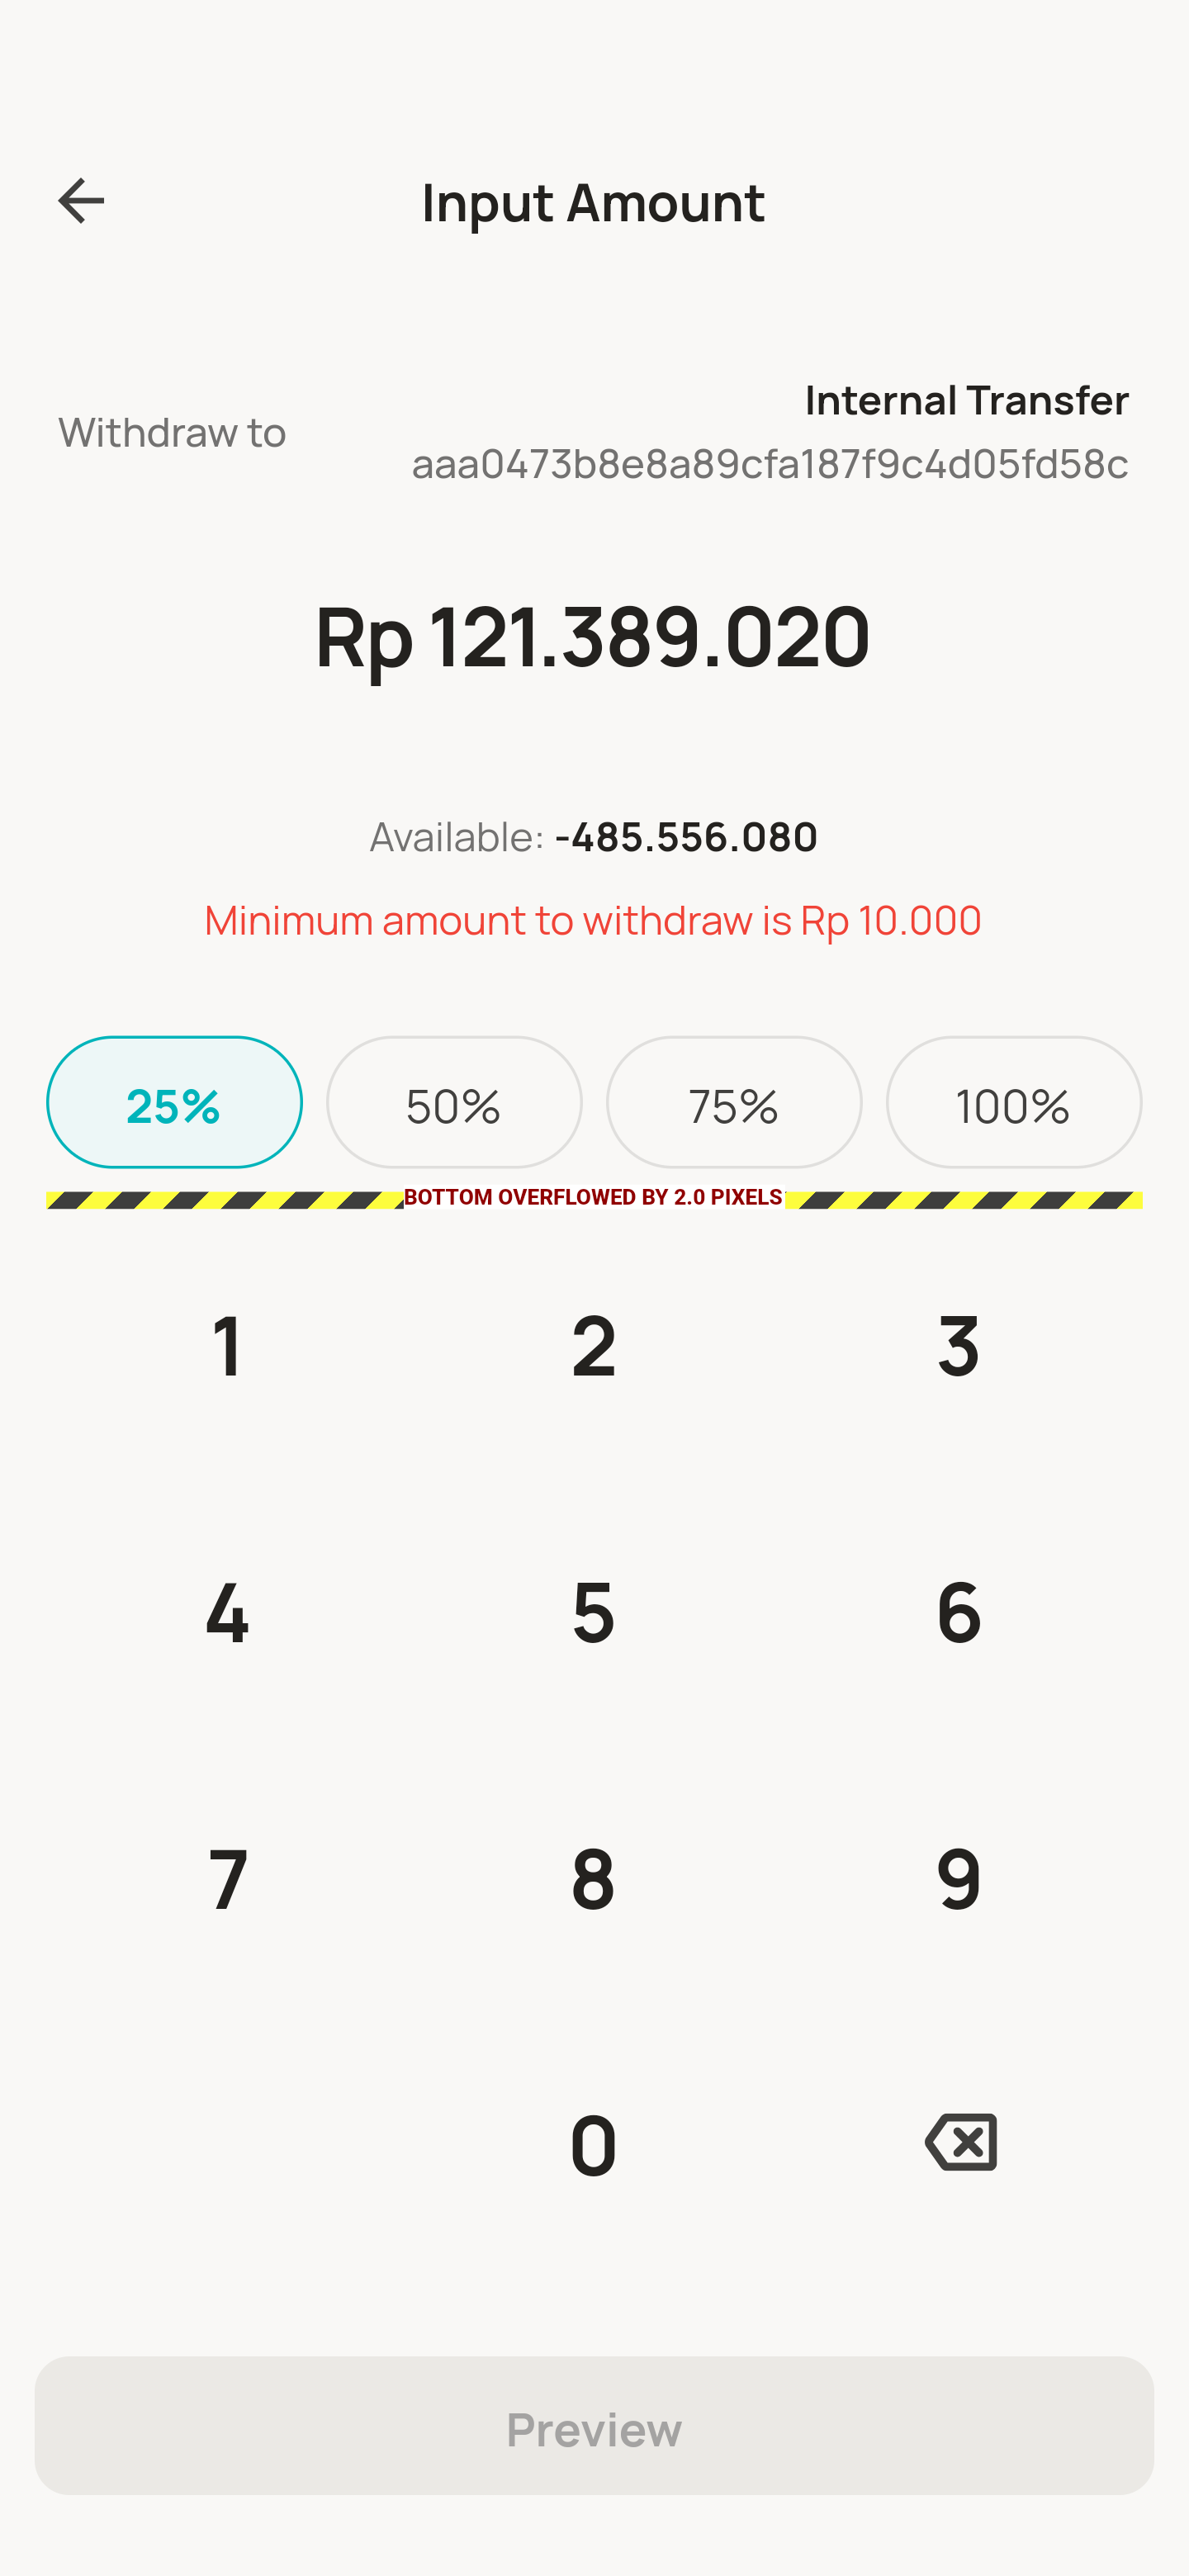 Input Amount
Withdraw to
Internal Transfer
aaa0473b8e8a89cfa187f9c4d05fd58c
Rp 121.389.020
Available: -485.556.080
Minimum amount to withdraw is Rp 10.000
25% 50% 75% 100%
BOTTOM OVERFLOWED BY 2.0 PIXELS
1 2 3
4 5 6
7 8 9
0
Preview